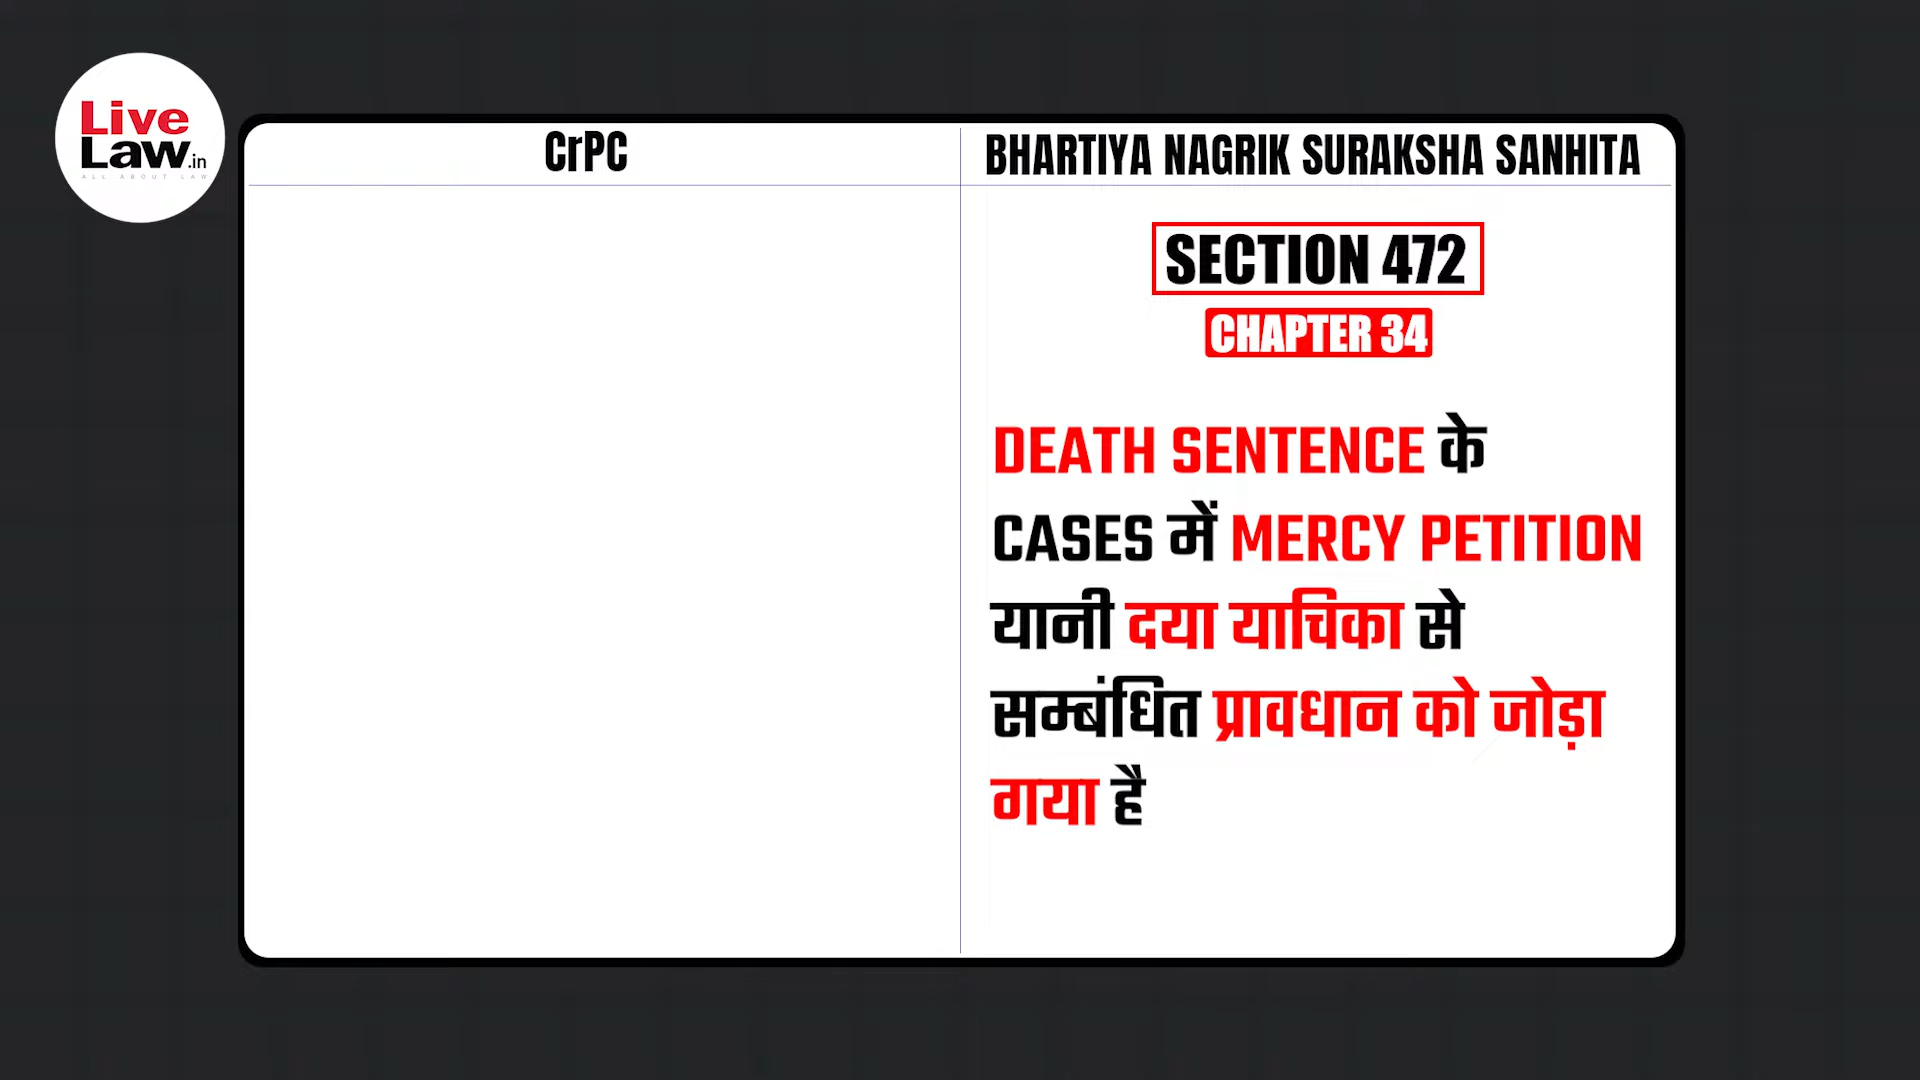 Live
Law.in
ALL ABOUT LAW
CrPC
BHARTIYA NAGRIK SURAKSHA SANHITA
SECTION 472
CHAPTER 34
DEATH SENTENCE के
CASES में MERCY PETITION
यानी दया याचिका से
सम्बंधित प्रावधान को जोड़ा
गया है